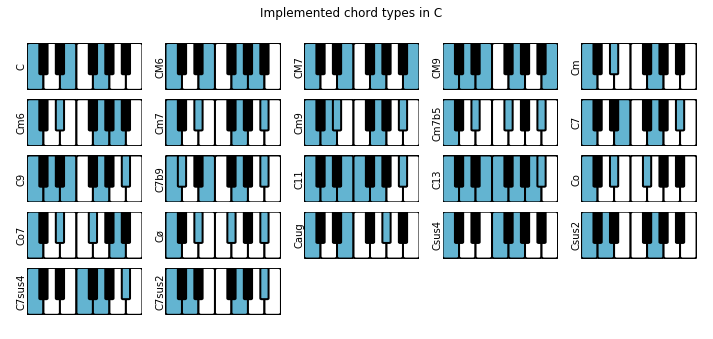 Implemented chord types in C
C
CM6
CM7
CM9
Cm
Cm6
Cm7
Cm9
Cm7b5
C7
C9
C7b9
C11
C13
Co
Co7
Cø
Caug
Csus4
Csus2
C7sus4
C7sus2